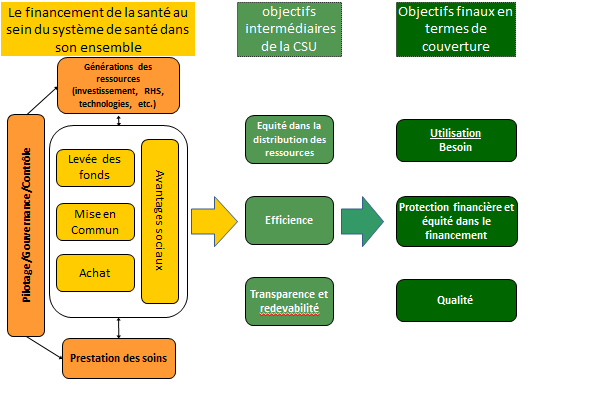 Le financement de la santé au
sein du système de santé dans
son ensemble
objectifs
intermédiaires
de la CSU
Objectifs finaux en
termes de
couverture
Générations des
ressources
(investissement, RHS,
technologies, etc.)
Pilotage/Gouvernance/Contrôle
Levée des
fonds
Mise en
Commun
Achat
Avantages sociaux
Prestation des soins
Equité dans la
distribution des
ressources
Efficience
Transparence et
redevabilité
Utilisation
Besoin
Protection financière et
équité dans le
financement
Qualité